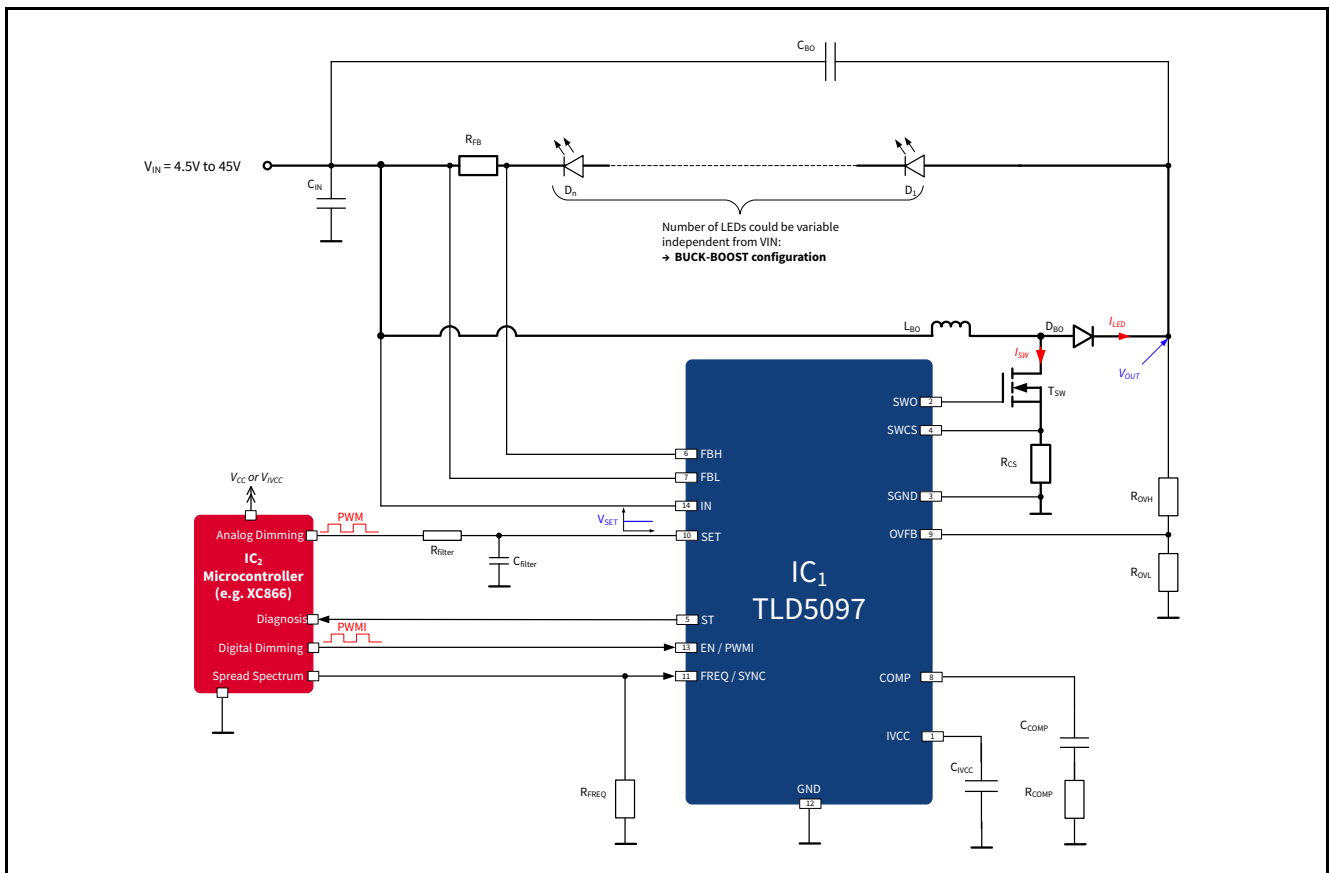 C_BO
R_FB
V_IN = 4.5V to 45V
C_IN
D_n
D_1
Number of LEDs could be variable
independent from VIN:
→ BUCK-BOOST configuration
L_BO
D_BO
I_LED
I_SW
V_OUT
T_SW
SWO 2
SWCS 4
R_CS
6 FBH
7 FBL
V_CC or V_IVCC
SGND 3
R_OVH
14 IN
PWM
V_SET
Analog Dimming
10 SET
OVFB 9
R_filter
C_filter
IC_2
Microcontroller
(e.g. XC866)
IC_1
TLD5097
R_OVL
Diagnosis
5 ST
PWMI
Digital Dimming
13 EN / PWMI
Spread Spectrum
11 FREQ / SYNC
COMP 8
C_COMP
IVCC 1
C_IVCC
R_FREQ
GND
12
R_COMP